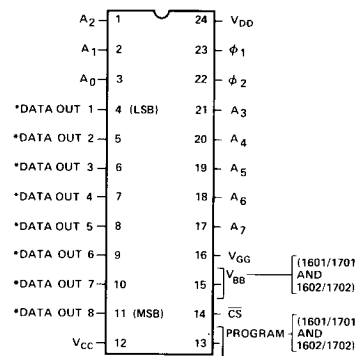 A2 1 24 VDD
A1 2 23 φ1
A0 3 22 φ2
*DATA OUT 1 4 (LSB) 21 A3
*DATA OUT 2 5 20 A4
*DATA OUT 3 6 19 A5
*DATA OUT 4 7 18 A6
*DATA OUT 5 8 17 A7
*DATA OUT 6 9 16 VGG
*DATA OUT 7 10 15 VBB (1601/1701 AND 1602/1702)
*DATA OUT 8 11 (MSB) 14 C̅S̅
VCC 12 13 PROGRAM (1601/1701 AND 1602/1702)